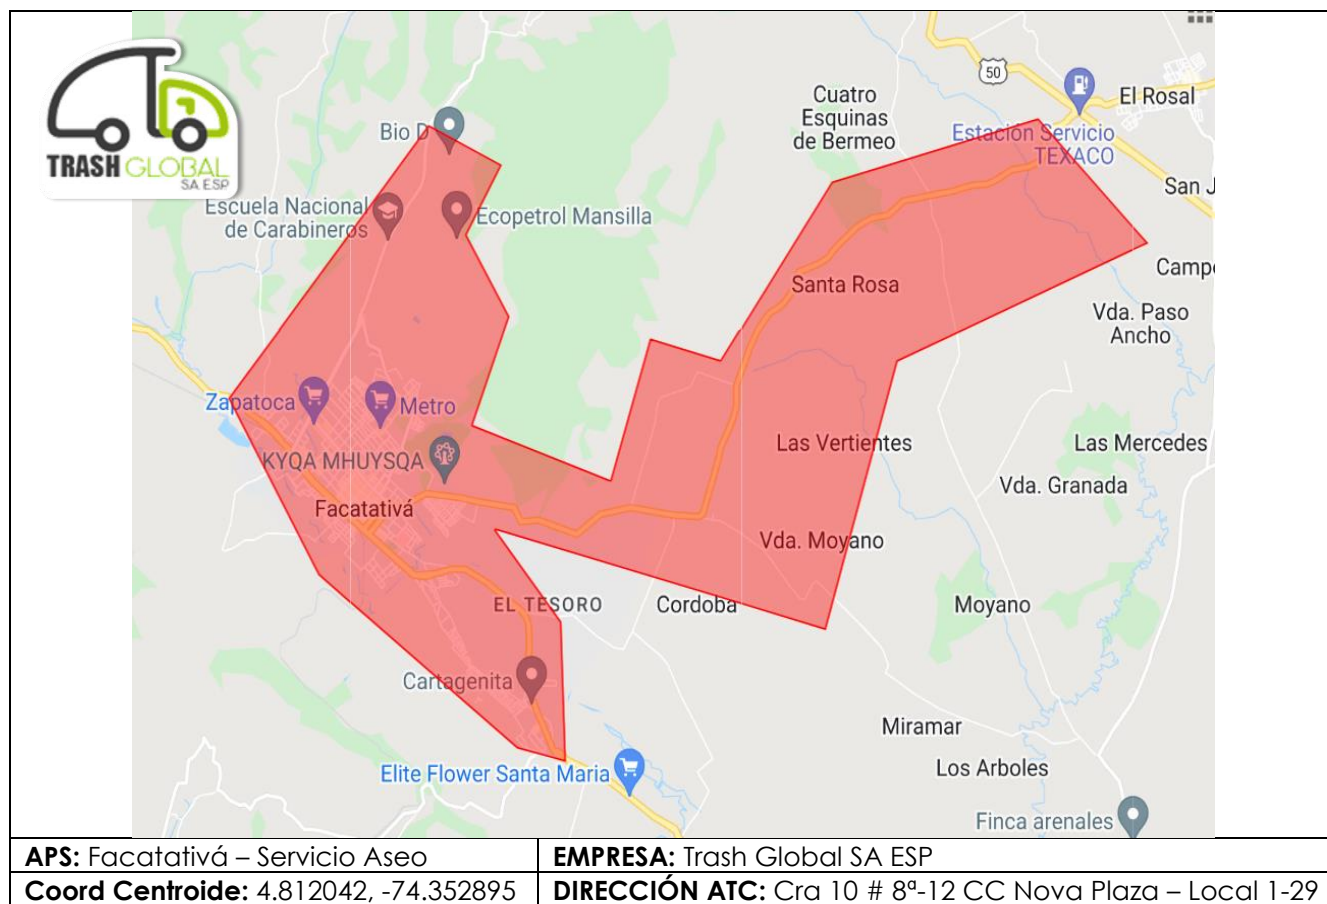 50
El Rosal
Cuatro
Esquinas
de Bermeo
Estación Servicio
TEXACO
Bio D
TRASH GLOBAL
SA ESP
San J
Escuela Nacional
de Carabineros
Ecopetrol Mansilla
Campo
Santa Rosa
Vda. Paso
Ancho
Zapatoca
Metro
Las Vertientes
Las Mercedes
KYQA MHUYSQA
Vda. Granada
Facatativá
Vda. Moyano
EL TESORO
Cordoba
Moyano
Cartagenita
Miramar
Elite Flower Santa Maria
Los Arboles
Finca arenales
APS: Facatativá – Servicio Aseo
EMPRESA: Trash Global SA ESP
Coord Centroide: 4.812042, -74.352895
DIRECCIÓN ATC: Cra 10 # 8ª-12 CC Nova Plaza – Local 1-29